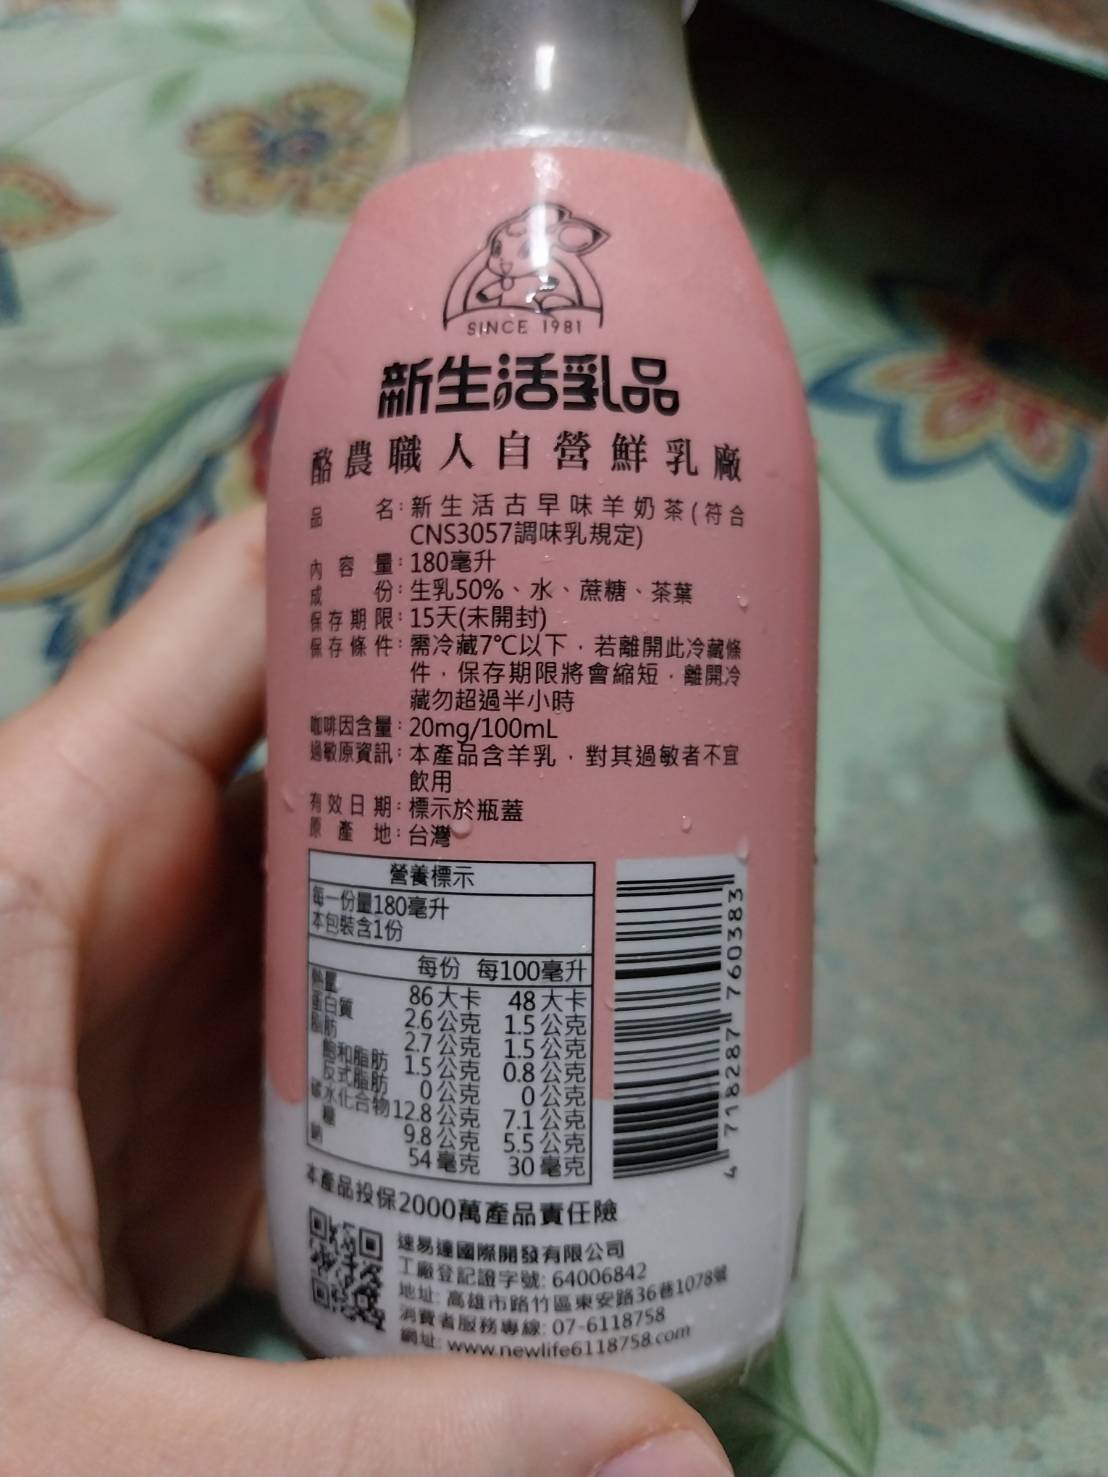 SINCE 1981
新生活乳品
酪農職人自營鮮乳廠
品名:新生活古早味羊奶茶(符合
CNS3057調味乳規定)
內容量:180毫升
成份:生乳50%、水、蔗糖、茶葉
保存期限:15天(未開封)
保存條件:需冷藏7℃以下,若離開此冷藏條
件,保存期限將會縮短,離開冷
藏勿超過半小時
咖啡因含量:20mg/100mL
過敏原資訊:本產品含羊乳,對其過敏者不宜
飲用
有效日期:標示於瓶蓋
原產地:台灣
營養標示
每一份量180毫升
本包裝含1份
每份 每100毫升
熱量 86大卡 48大卡
蛋白質 2.6公克 1.5公克
脂肪 2.7公克 1.5公克
飽和脂肪 1.5公克 0.8公克
反式脂肪 0公克 0公克
碳水化合物 12.8公克 7.1公克
糖 9.8公克 5.5公克
鈉 54毫克 30毫克
4 718287 760383
本產品投保2000萬產品責任險
達易達國際開發有限公司
工廠登記證字號: 64006842
地址: 高雄市路竹區東安路36巷1078號
消費者服務專線: 07-6118758
網址: www.newlife6118758.com